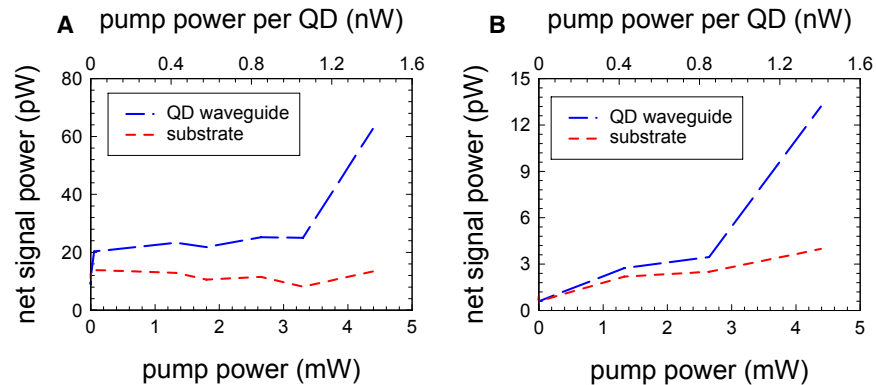 A
pump power per QD (nW)
0 0.4 0.8 1.2 1.6
80
60
40
20
0
net signal power (pW)
QD waveguide
substrate
0 1 2 3 4 5
pump power (mW)
B
pump power per QD (nW)
0 0.4 0.8 1.2 1.6
15
12
9
6
3
0
net signal power (pW)
QD waveguide
substrate
0 1 2 3 4 5
pump power (mW)